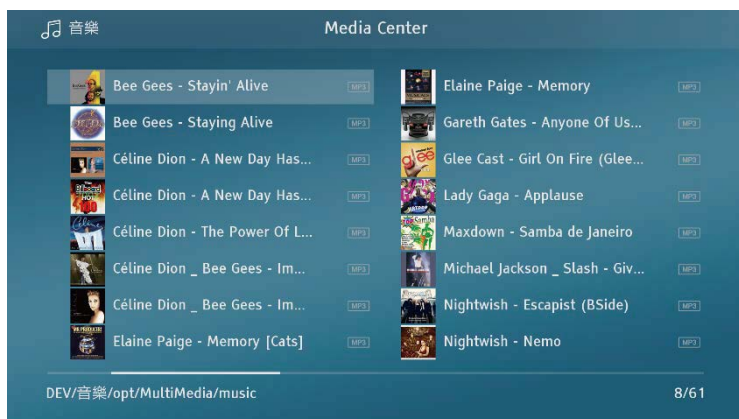 音樂
Media Center
Bee Gees - Stayin' Alive MP3
Bee Gees - Staying Alive MP3
Céline Dion - A New Day Has... MP3
Céline Dion - A New Day Has... MP3
Céline Dion - The Power Of L... MP3
Céline Dion _ Bee Gees - Im... MP3
Céline Dion _ Bee Gees - Im... MP3
Elaine Paige - Memory [Cats] MP3
Elaine Paige - Memory MP3
Gareth Gates - Anyone Of Us... MP3
Glee Cast - Girl On Fire (Glee... MP3
Lady Gaga - Applause MP3
Maxdown - Samba de Janeiro MP3
Michael Jackson _ Slash - Giv... MP3
Nightwish - Escapist (BSide) MP3
Nightwish - Nemo MP3
glee
DEV/音樂/opt/MultiMedia/music
8/61